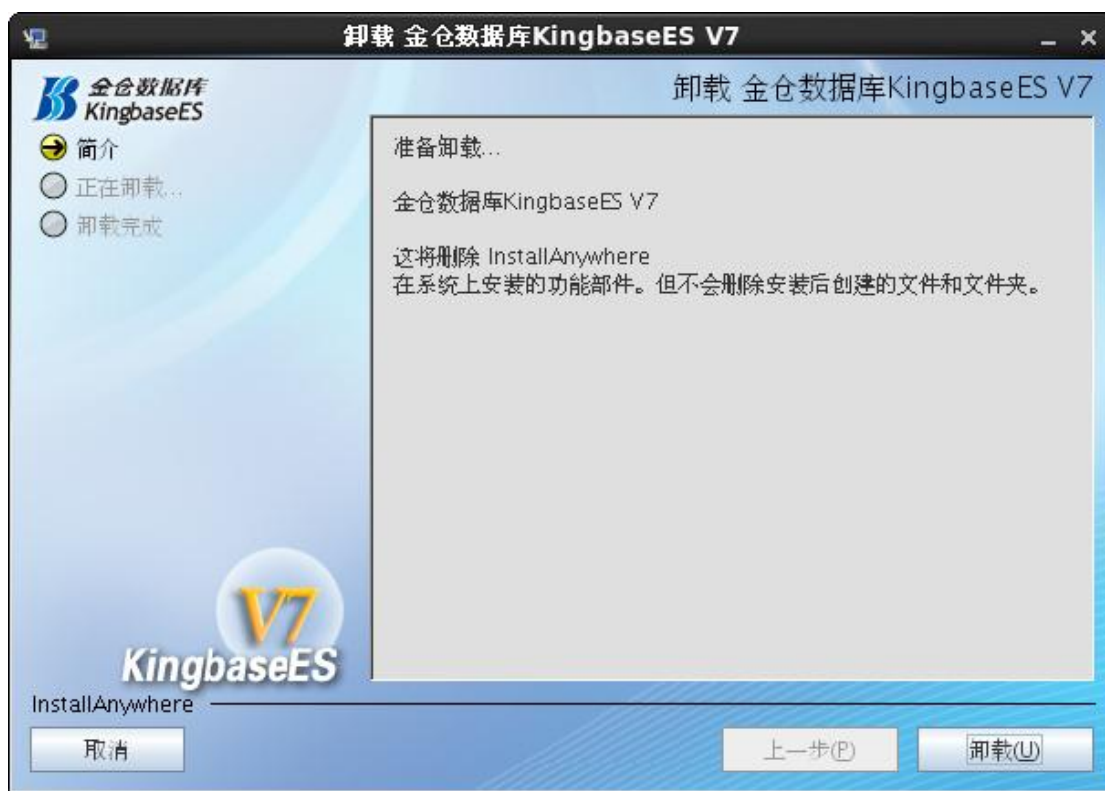 卸载 金仓数据库KingbaseES V7
金仓数据库
KingbaseES
卸载 金仓数据库KingbaseES V7
简介
正在卸载...
卸载完成
准备卸载...
金仓数据库KingbaseES V7
这将删除 InstallAnywhere
在系统上安装的功能部件。但不会删除安装后创建的文件和文件夹。
V7
KingbaseES
InstallAnywhere
取消
上一步(P)
卸载(U)